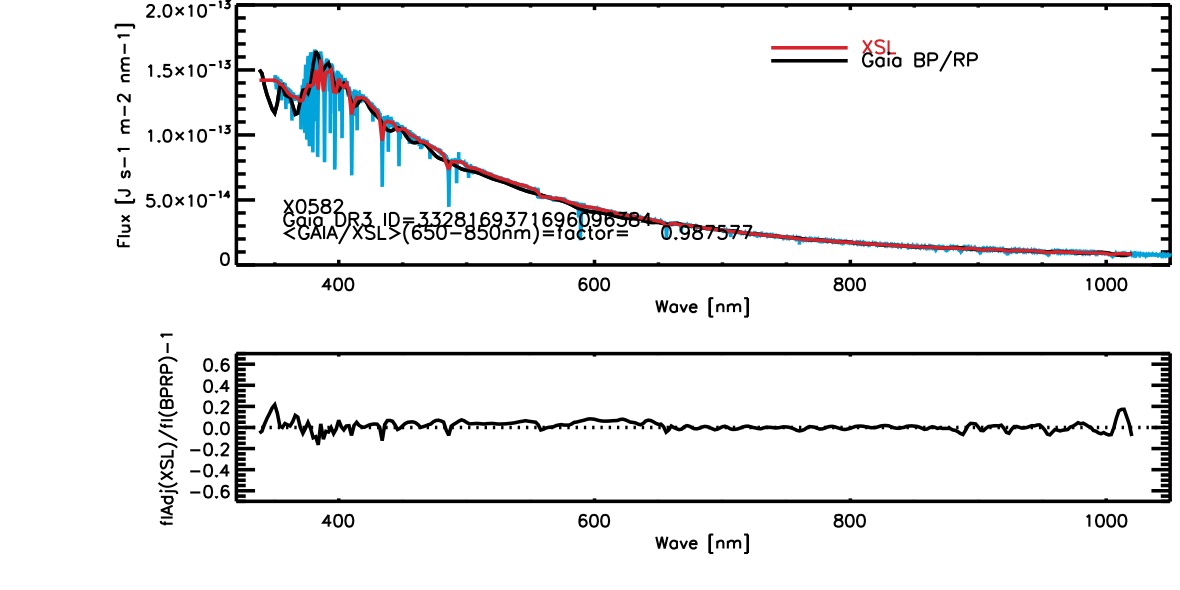 2.0×10−13
1.5×10−13
1.0×10−13
5.0×10−14
0
Flux [J s−1 m−2 nm−1]
XSL
Gaia BP/RP
X0582
Gaia DR3 ID=3328169371696096384
<GAIA/XSL>(650−850nm)=factor= 0.987577
400 600 800 1000
Wave [nm]
0.6
0.4
0.2
0.0
−0.2
−0.4
−0.6
flAdj(XSL)/fl(BPRP)−1
400 600 800 1000
Wave [nm]